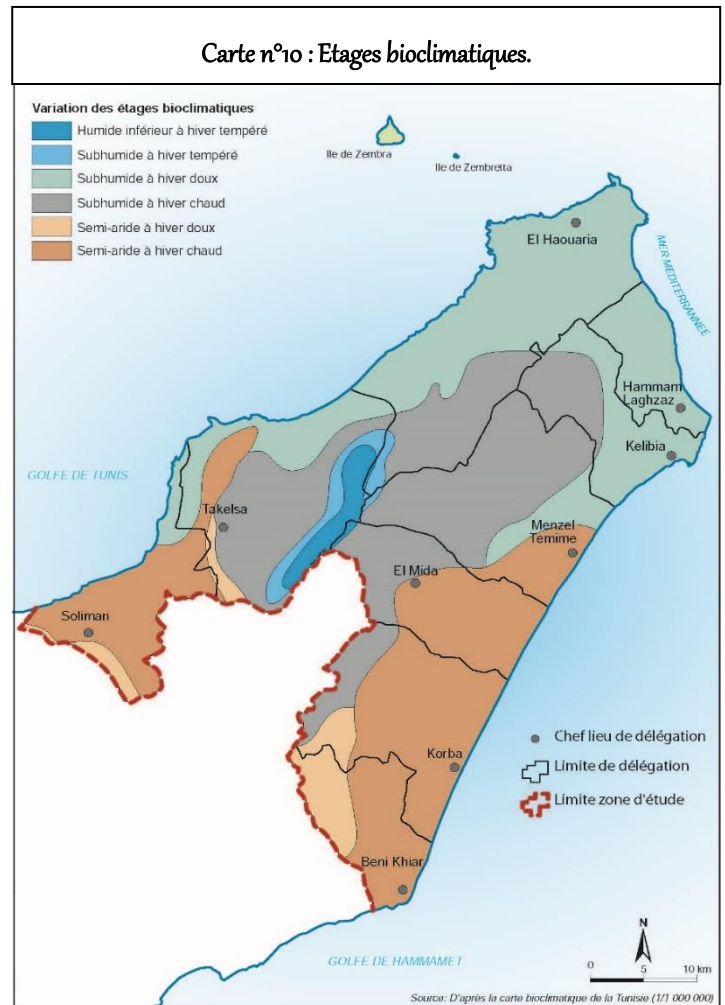 Carte n°10 : Etages bioclimatiques.
Variation des étages bioclimatiques
Humide inférieur à hiver tempéré
Subhumide à hiver tempéré
Subhumide à hiver doux
Subhumide à hiver chaud
Semi-aride à hiver doux
Semi-aride à hiver chaud
Ile de Zembra
Ile de Zembretta
El Haouaria
MER MEDITERRANNEE
Hammam
Laghzaz
Kelibia
GOLFE DE TUNIS
Takelsa
Menzel
Temime
El Mida
Soliman
Korba
Beni Khiar
Chef lieu de délégation
Limite de délégation
Limite zone d'étude
GOLFE DE HAMMAMET
N
0 5 10 km
Source: D'après la carte bioclimatique de la Tunisie (1/1 000 000)